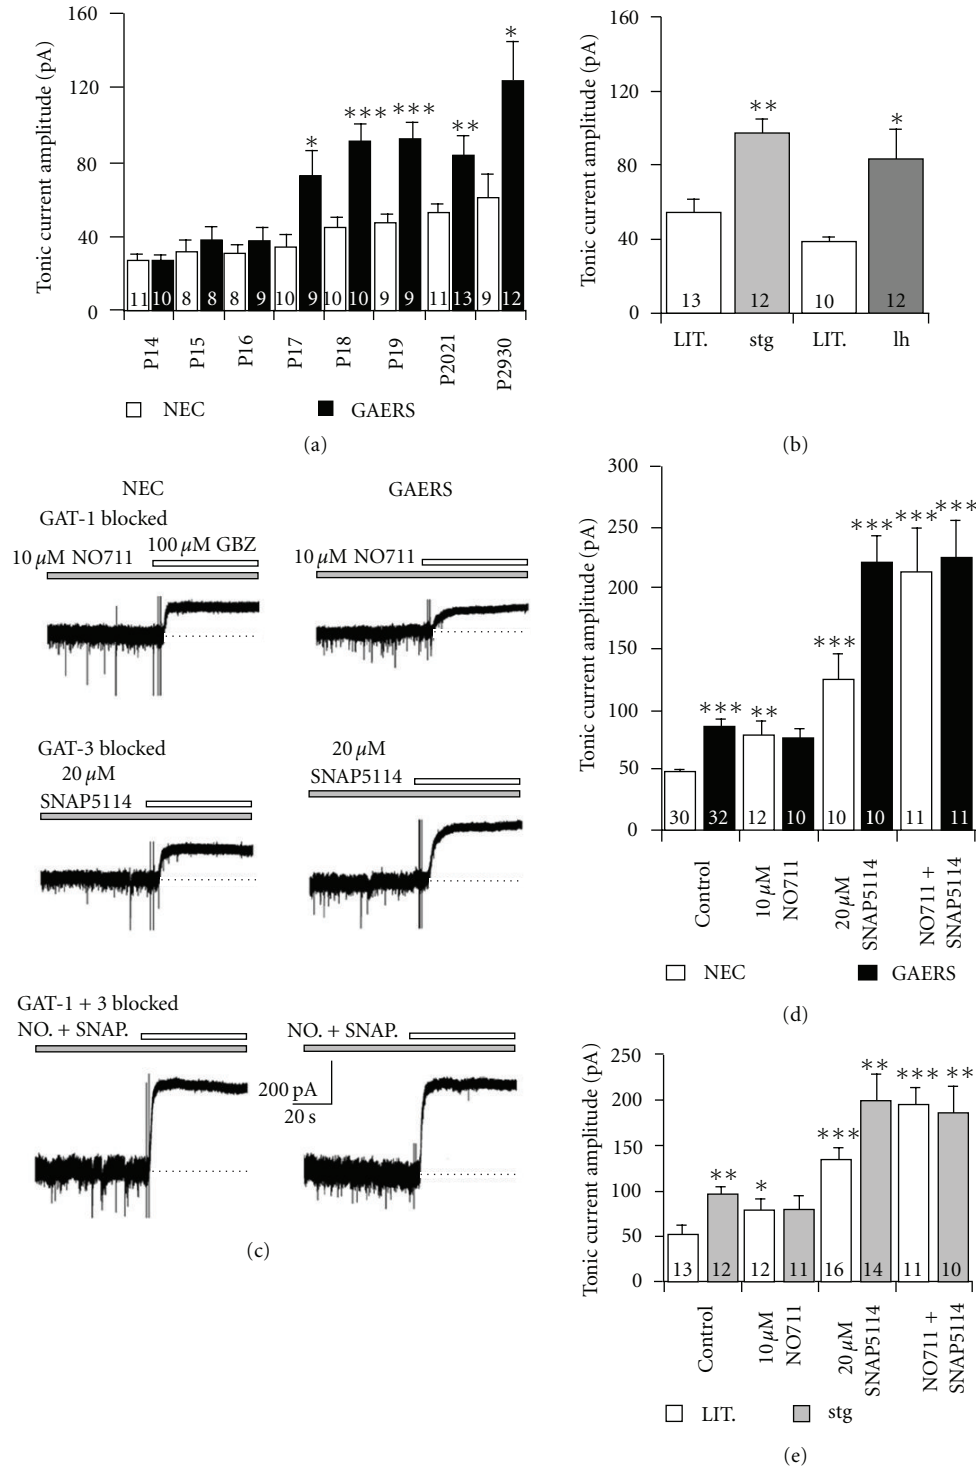 Tonic current amplitude (pA)
160
120
80
40
0
*
***
***
**
*
11 10 8 8 8 9 10 9 10 10 9 9 11 13 9 12
P14 P15 P16 P17 P18 P19 P2021 P2930
NEC GAERS
(a)
Tonic current amplitude (pA)
160
120
80
40
0
**
*
13 12 10 12
LIT. stg LIT. lh
(b)
NEC GAERS
GAT-1 blocked
10 μM NO711 100 μM GBZ
10 μM NO711
GAT-3 blocked
20 μM
SNAP5114
20 μM
SNAP5114
GAT-1 + 3 blocked
NO. + SNAP.
NO. + SNAP.
200 pA
20 s
(c)
Tonic current amplitude (pA)
300
250
200
150
100
50
0
***
**
***
***
***
***
30 32 12 10 10 10 11 11
Control
10 μM
NO711
20 μM
SNAP5114
NO711 +
SNAP5114
NEC GAERS
(d)
Tonic current amplitude (pA)
250
200
150
100
50
0
**
*
***
**
***
**
13 12 12 11 16 14 11 10
Control
10 μM
NO711
20 μM
SNAP5114
NO711 +
SNAP5114
LIT. stg
(e)